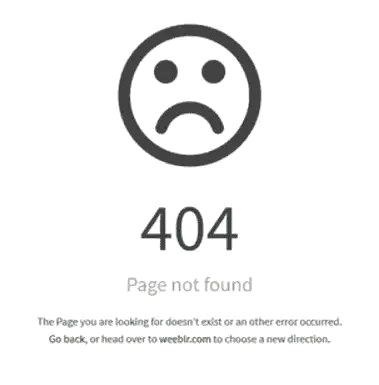 404
Page not found
The Page you are looking for doesn't exist or an other error occurred.
Go back, or head over to weeblr.com to choose a new direction.